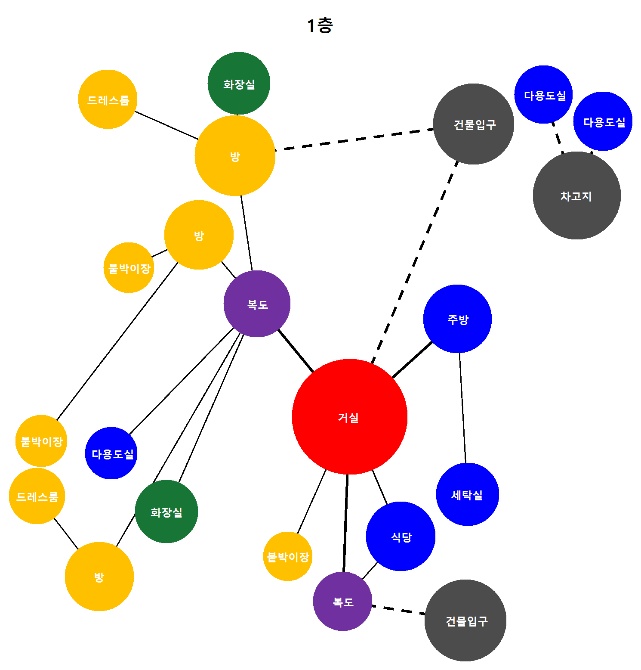 1층
화장실
드레스룸
다용도실
다용도실
건물입구
방
차고지
방
붙박이장
복도
주방
거실
붙박이장
다용도실
드레스룸
세탁실
화장실
식당
붙박이장
방
복도
건물입구